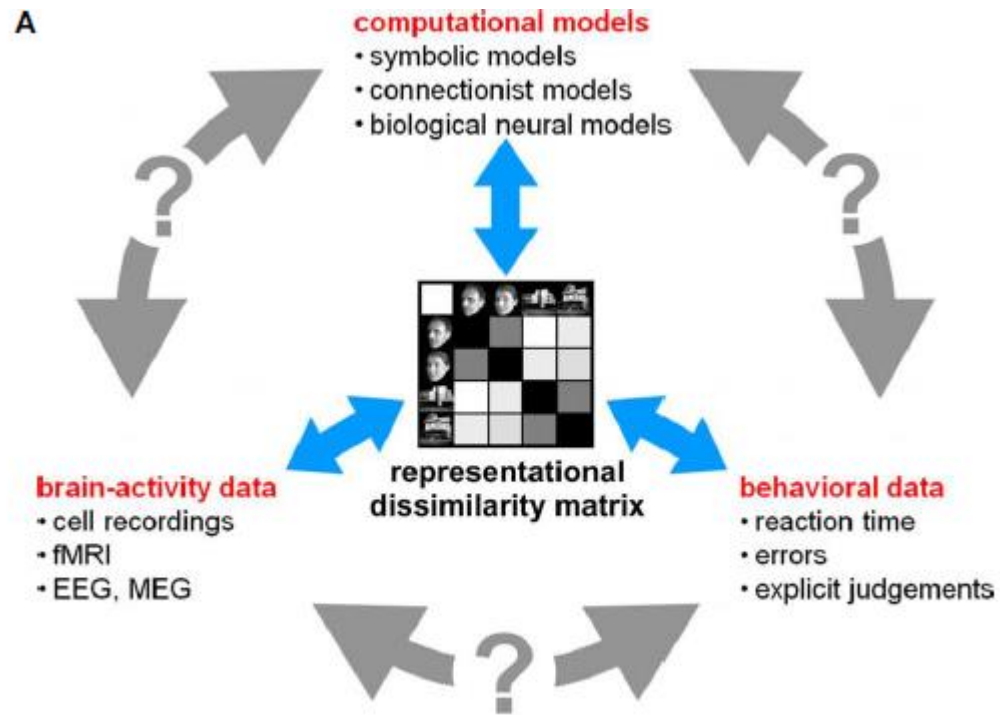 A
computational models
• symbolic models
• connectionist models
• biological neural models
?
?
representational
dissimilarity matrix
brain-activity data
• cell recordings
• fMRI
• EEG, MEG
behavioral data
• reaction time
• errors
• explicit judgements
?